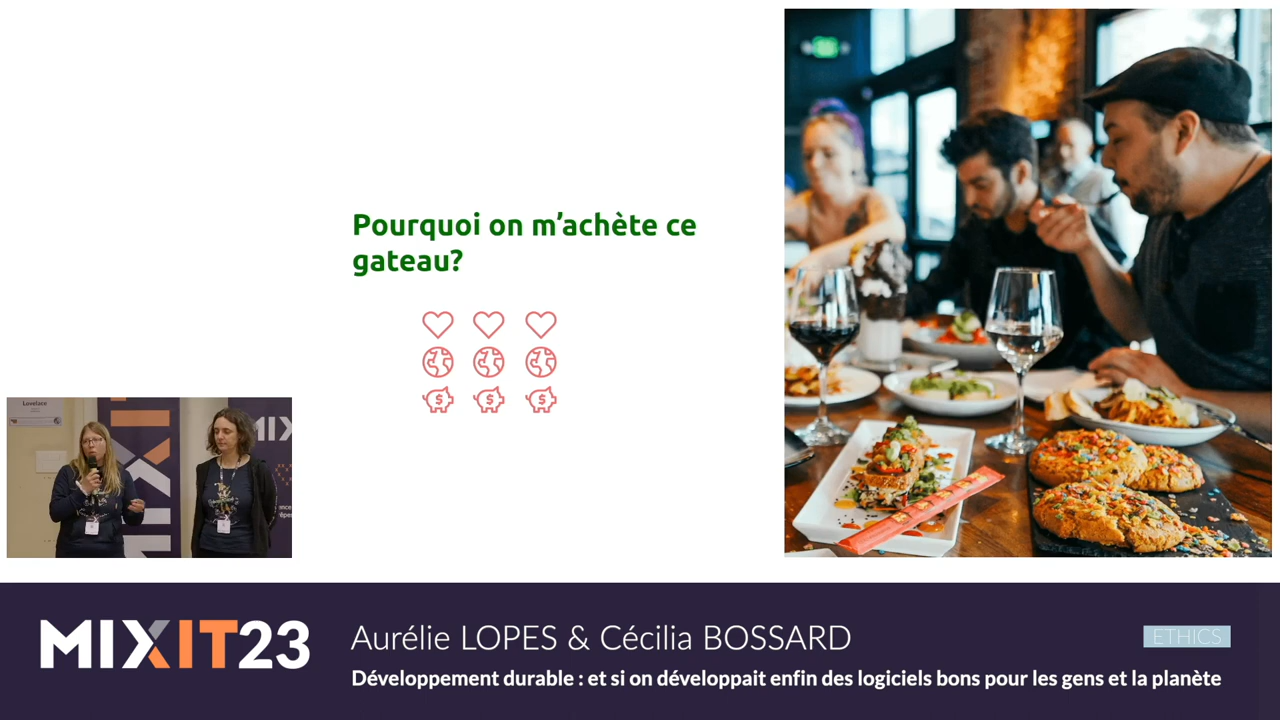 Pourquoi on m’achète ce
gateau?
Lovelace
MIXIT23
Aurélie LOPES & Cécilia BOSSARD
ETHICS
Développement durable : et si on développait enfin des logiciels bons pour les gens et la planète